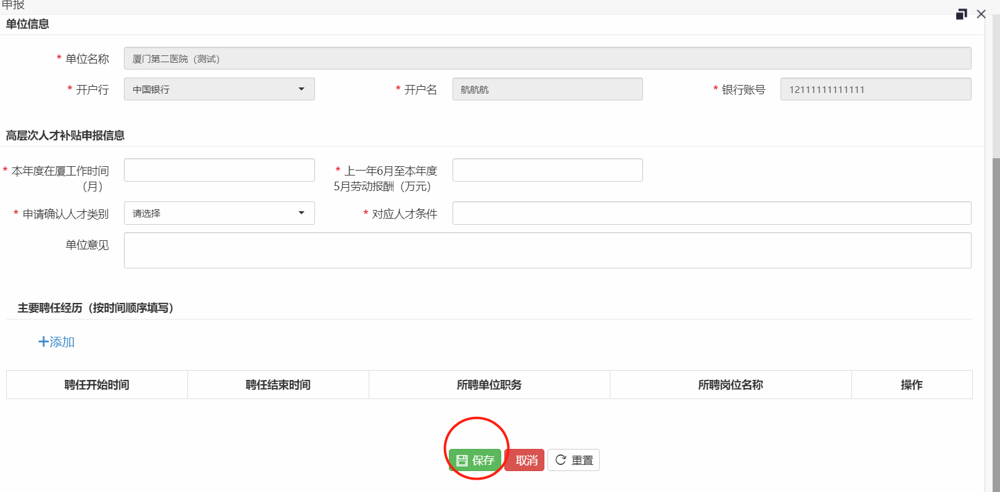 申报
单位信息
* 单位名称 厦门第二医院（测试）
* 开户行 中国银行 * 开户名 航航航 * 银行账号 12111111111111
高层次人才补贴申报信息
* 本年度在厦工作时间 * 上一年6月至本年度
（月） 5月劳动报酬（万元）
* 申请确认人才类别 请选择 * 对应人才条件
单位意见
主要聘任经历（按时间顺序填写）
+添加
聘任开始时间 聘任结束时间 所聘单位职务 所聘岗位名称 操作
保存 取消 重置